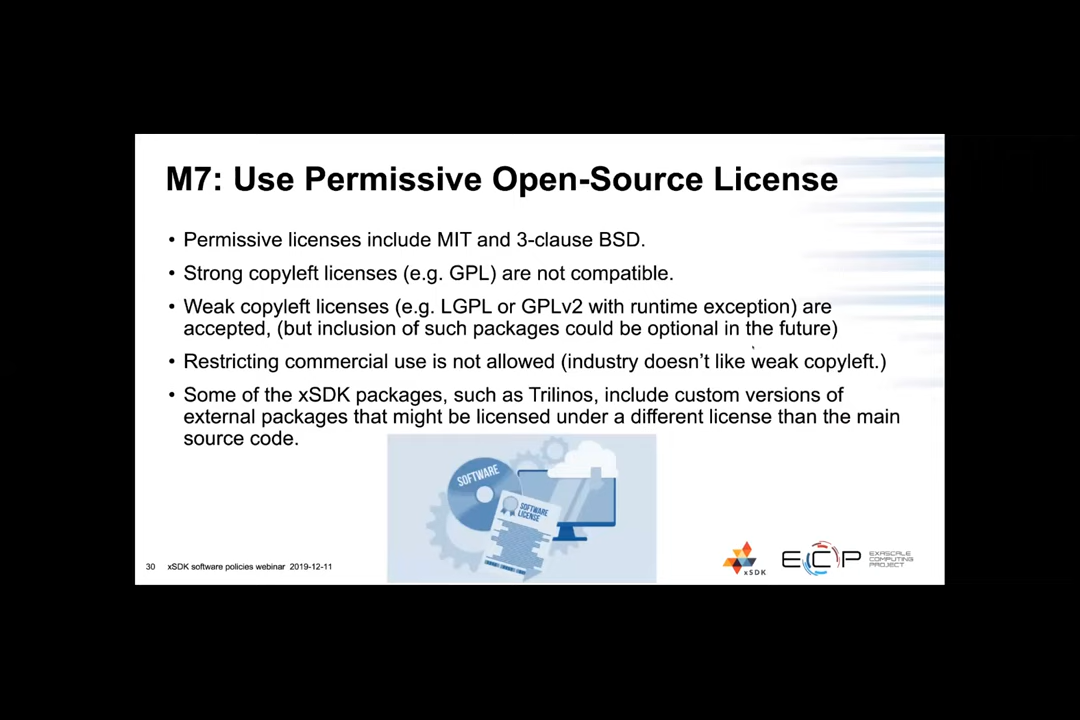 M7: Use Permissive Open-Source License
• Permissive licenses include MIT and 3-clause BSD.
• Strong copyleft licenses (e.g. GPL) are not compatible.
• Weak copyleft licenses (e.g. LGPL or GPLv2 with runtime exception) are
accepted, (but inclusion of such packages could be optional in the future)
• Restricting commercial use is not allowed (industry doesn't like weak copyleft.)
• Some of the xSDK packages, such as Trilinos, include custom versions of
external packages that might be licensed under a different license than the main
source code.
SOFTWARE
SOFTWARE
LICENSE
30 xSDK software policies webinar 2019-12-11
xSDK
ECP
EXASCALE
COMPUTING
PROJECT